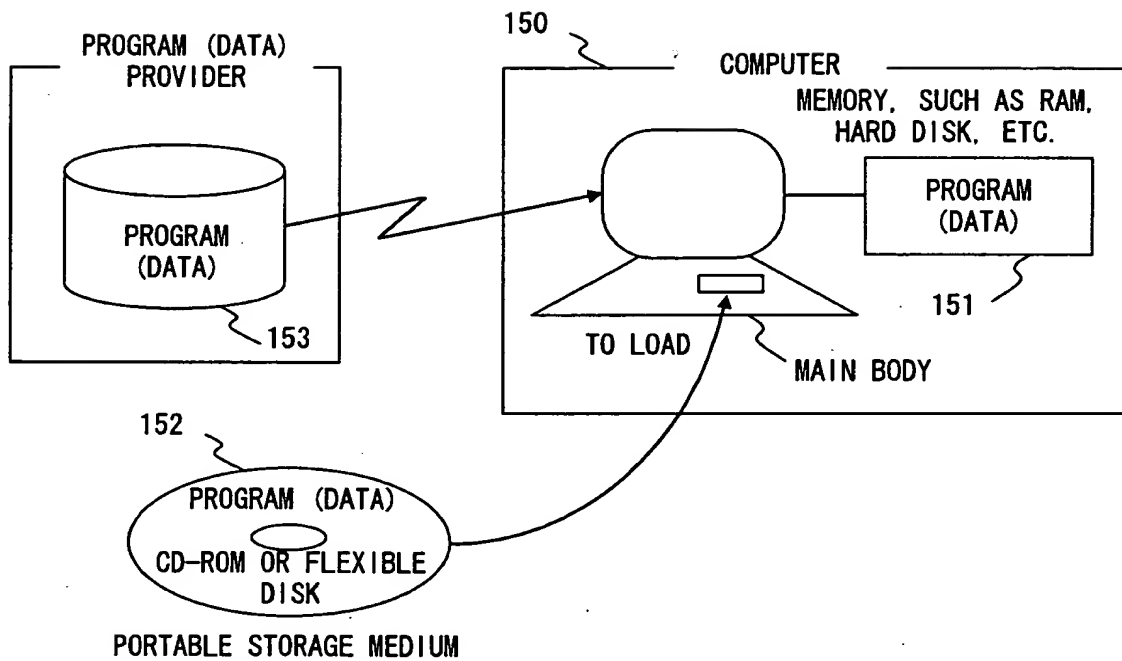 PROGRAM (DATA)
PROVIDER
PROGRAM
(DATA)
153
150
COMPUTER
MEMORY, SUCH AS RAM,
HARD DISK, ETC.
PROGRAM
(DATA)
151
TO LOAD
MAIN BODY
152
PROGRAM (DATA)
CD-ROM OR FLEXIBLE
DISK
PORTABLE STORAGE MEDIUM